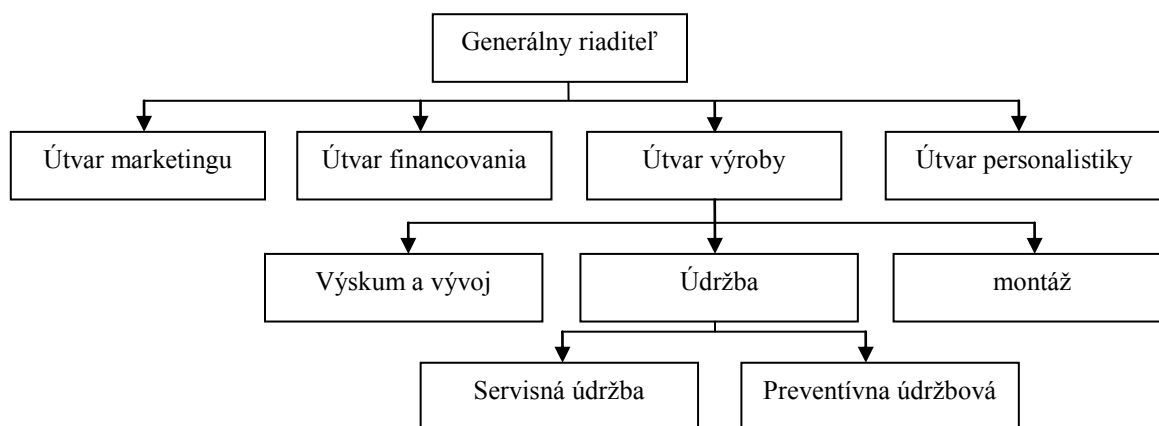 Generálny riaditeľ
Útvar marketingu
Útvar financovania
Útvar výroby
Útvar personalistiky
Výskum a vývoj
Údržba
montáž
Servisná údržba
Preventívna údržbová